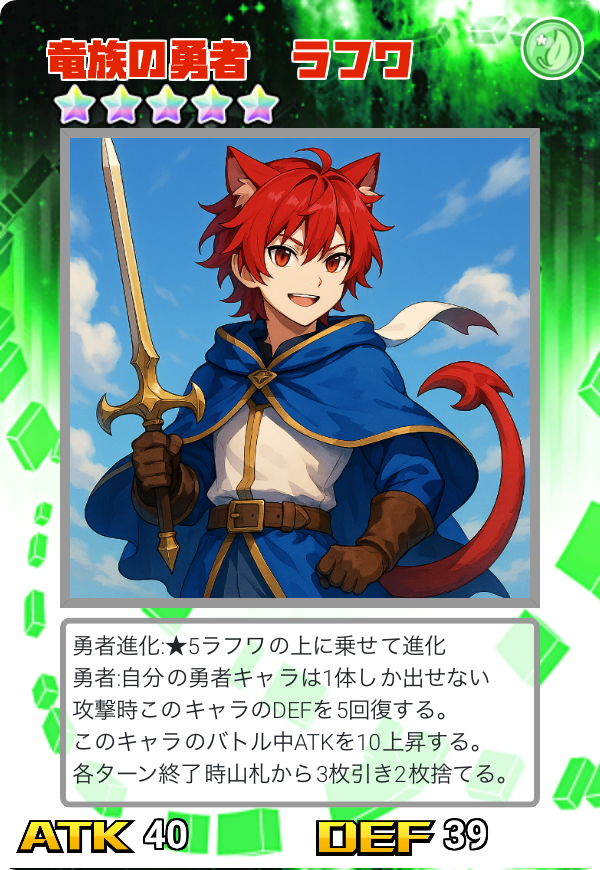 竜族の勇者 ラフワ
勇者進化:★5ラフワの上に乗せて進化
勇者:自分の勇者キャラは1体しか出せない
攻撃時このキャラのDEFを5回復する。
このキャラのバトル中ATKを10上昇する。
各ターン終了時山札から3枚引き2枚捨てる。
ATK 40 DEF 39